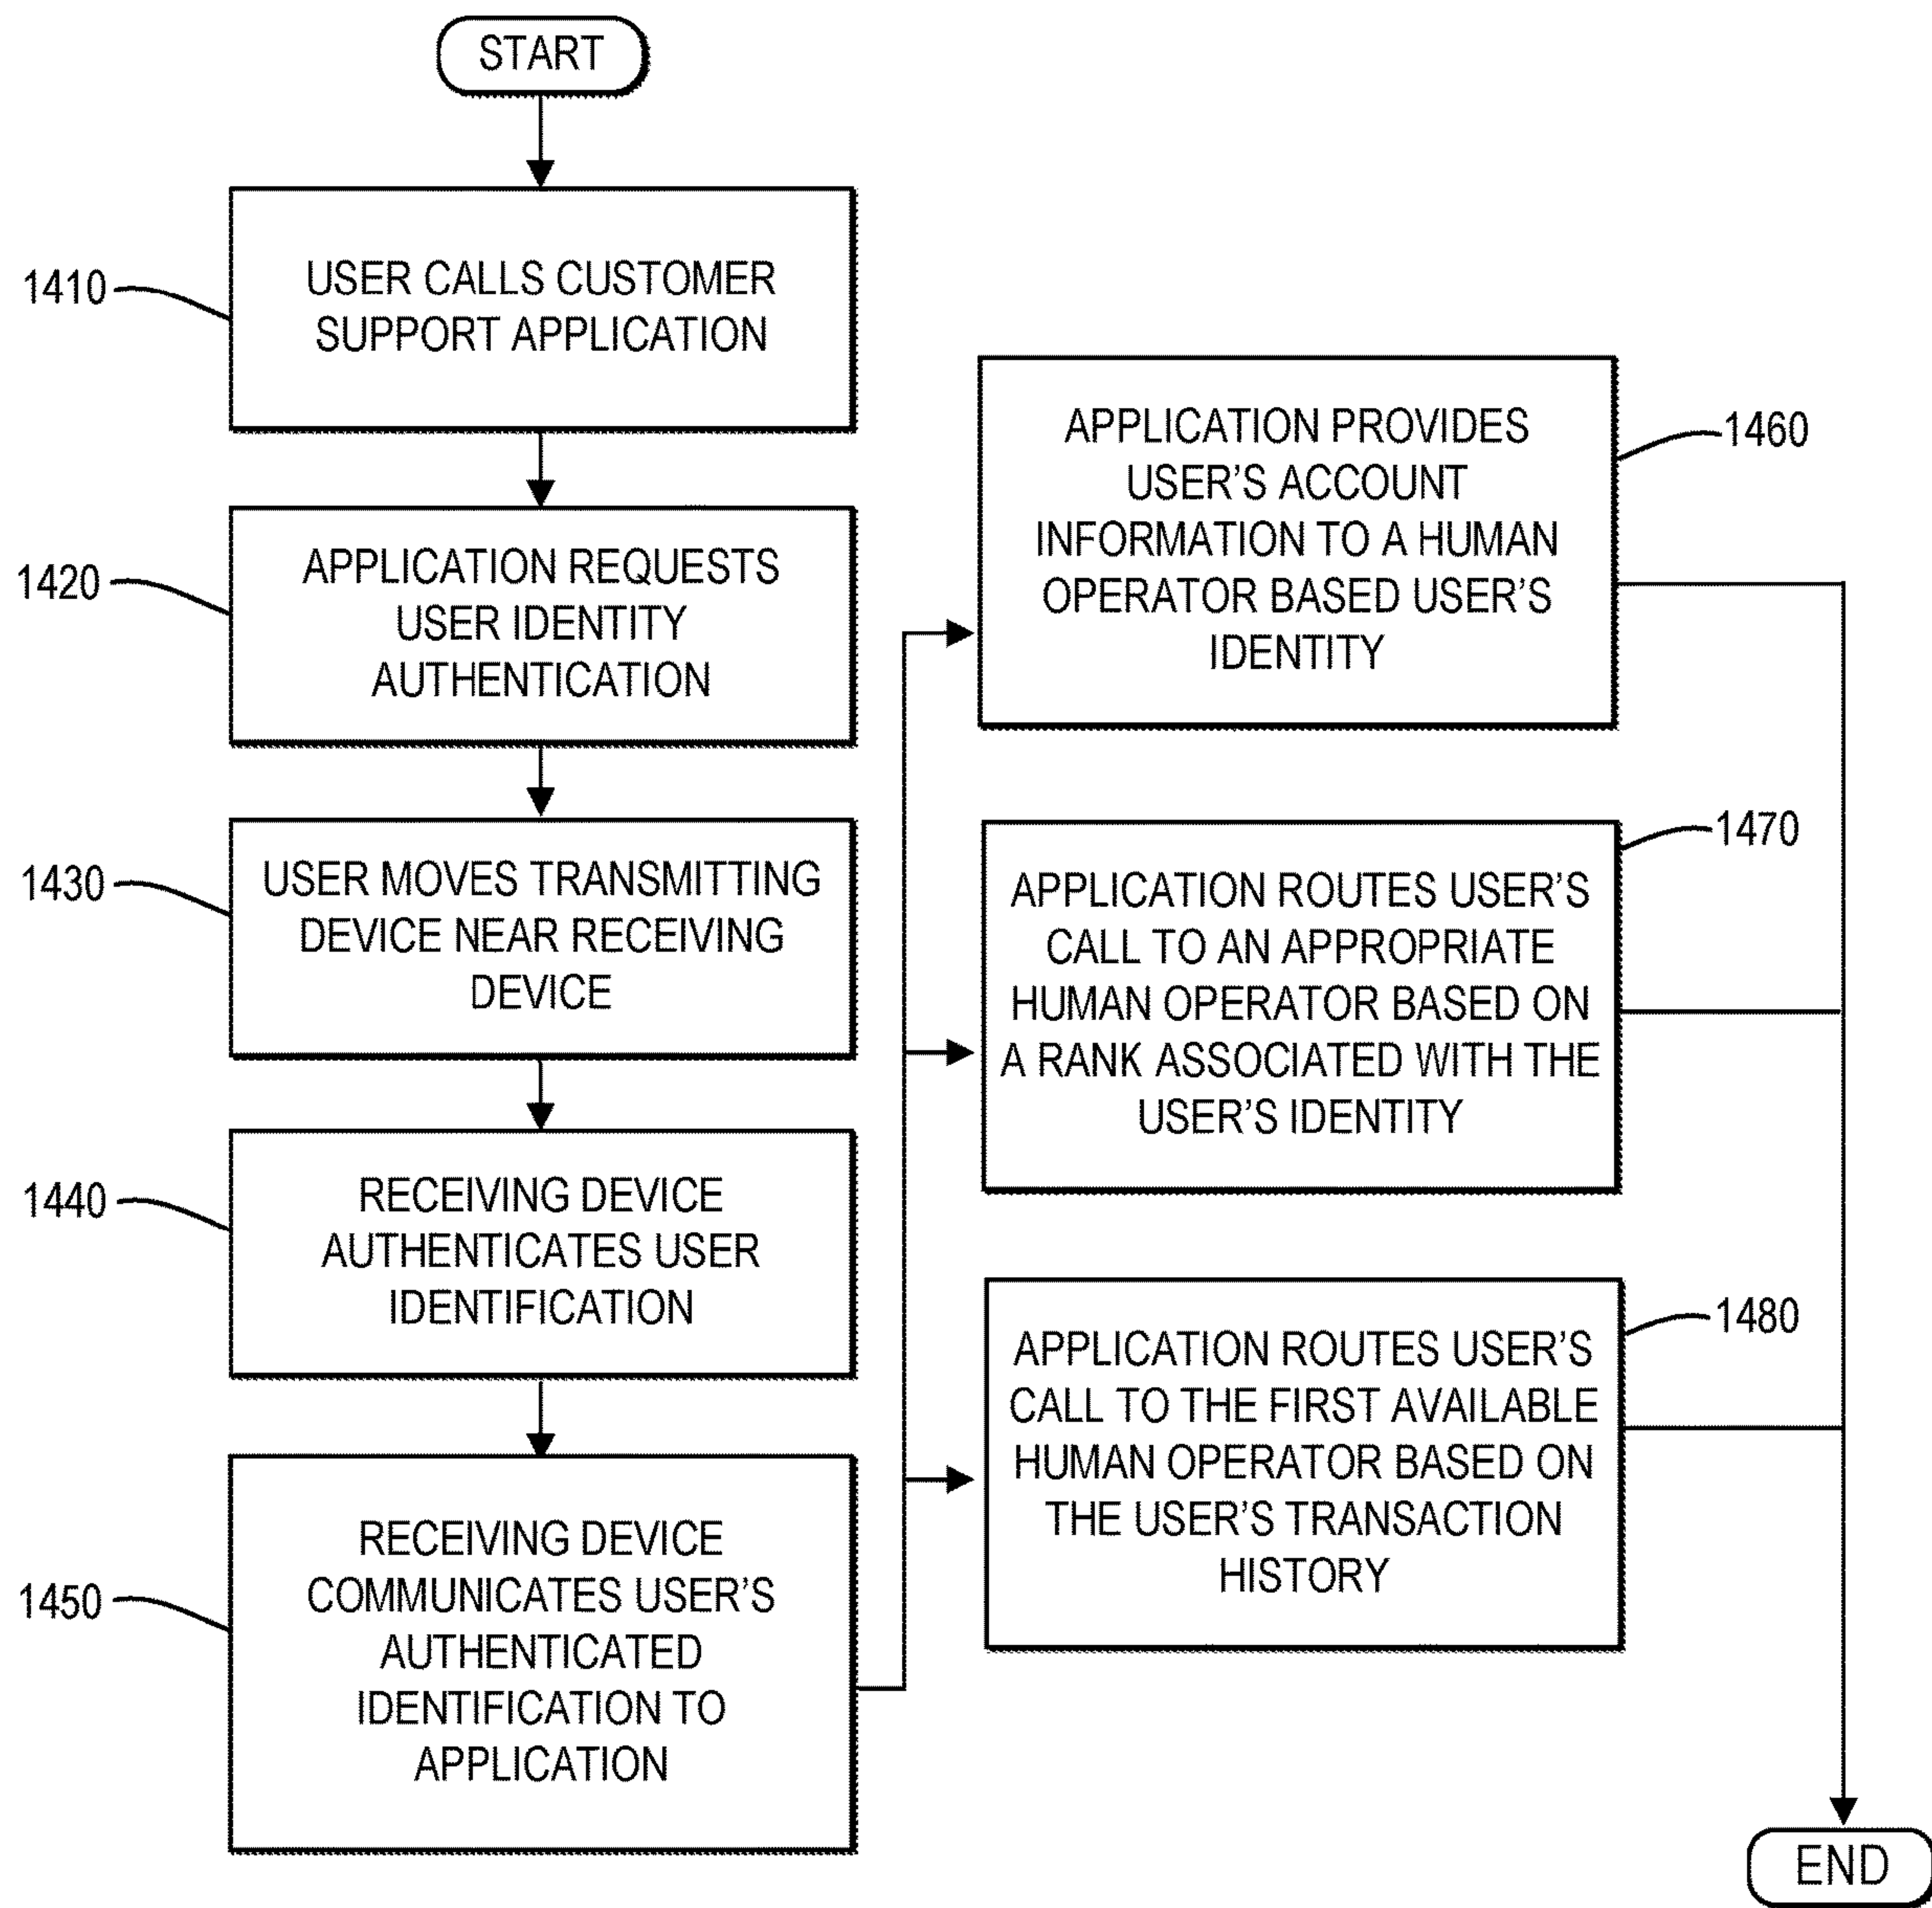 START
1410
USER CALLS CUSTOMER
SUPPORT APPLICATION
1420
APPLICATION REQUESTS
USER IDENTITY
AUTHENTICATION
1430
USER MOVES TRANSMITTING
DEVICE NEAR RECEIVING
DEVICE
1440
RECEIVING DEVICE
AUTHENTICATES USER
IDENTIFICATION
1450
RECEIVING DEVICE
COMMUNICATES USER'S
AUTHENTICATED
IDENTIFICATION TO
APPLICATION
1460
APPLICATION PROVIDES
USER'S ACCOUNT
INFORMATION TO A HUMAN
OPERATOR BASED USER'S
IDENTITY
1470
APPLICATION ROUTES USER'S
CALL TO AN APPROPRIATE
HUMAN OPERATOR BASED ON
A RANK ASSOCIATED WITH THE
USER'S IDENTITY
1480
APPLICATION ROUTES USER'S
CALL TO THE FIRST AVAILABLE
HUMAN OPERATOR BASED ON
THE USER'S TRANSACTION
HISTORY
END